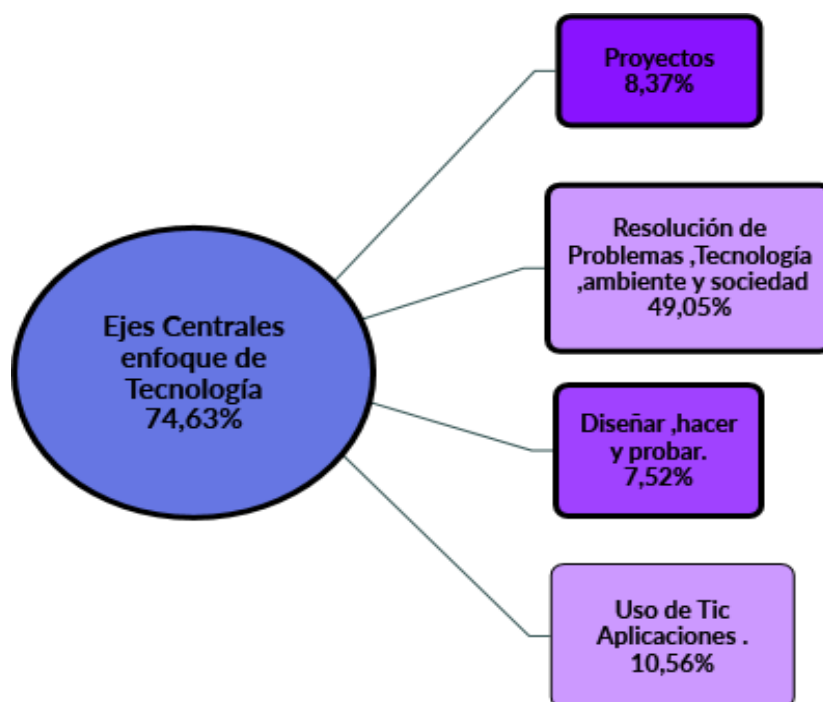 Proyectos
8,37%
Resolución de
Problemas ,Tecnología
,ambiente y sociedad
49,05%
Ejes Centrales
enfoque de
Tecnología
74,63%
Diseñar ,hacer
y probar.
7,52%
Uso de Tic
Aplicaciones .
10,56%